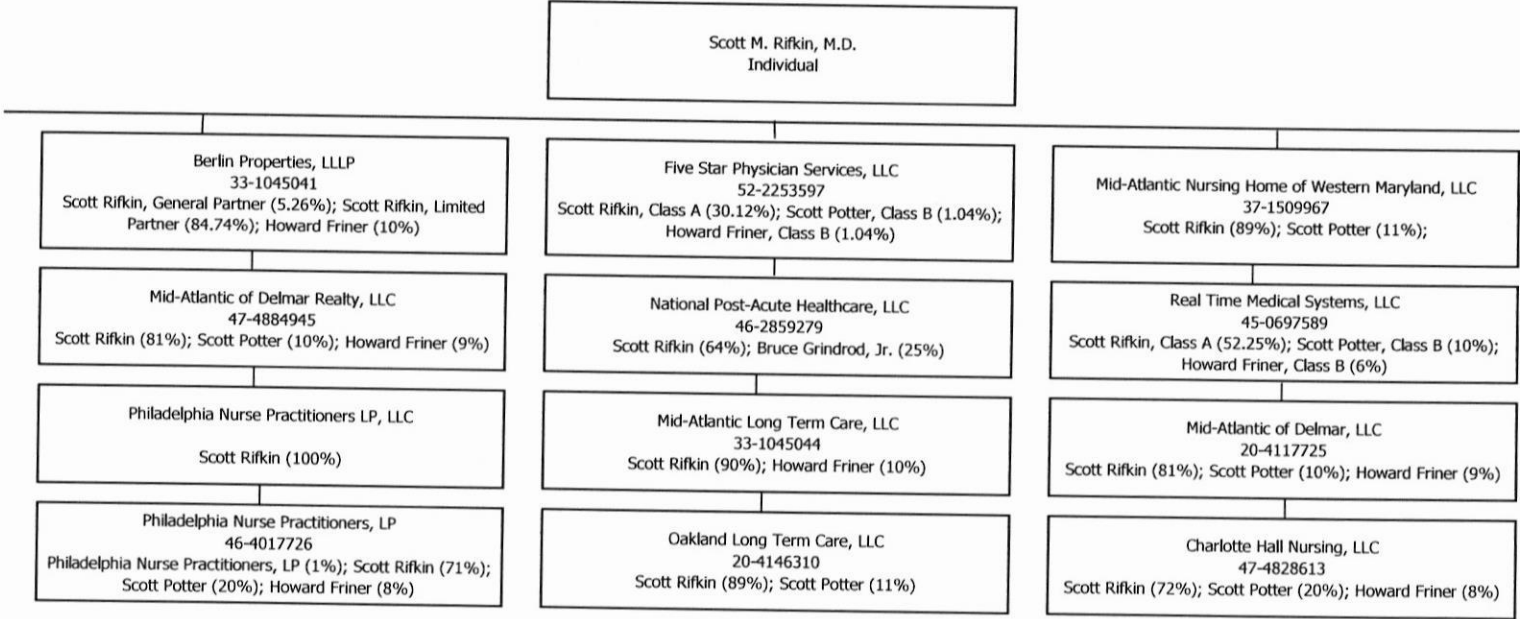 Scott M. Rifkin, M.D.
Individual
Berlin Properties, LLLP
33-1045041
Scott Rifkin, General Partner (5.26%); Scott Rifkin, Limited
Partner (84.74%); Howard Friner (10%)
Five Star Physician Services, LLC
52-2253597
Scott Rifkin, Class A (30.12%); Scott Potter, Class B (1.04%);
Howard Friner, Class B (1.04%)
Mid-Atlantic Nursing Home of Western Maryland, LLC
37-1509967
Scott Rifkin (89%); Scott Potter (11%);
Mid-Atlantic of Delmar Realty, LLC
47-4884945
Scott Rifkin (81%); Scott Potter (10%); Howard Friner (9%)
National Post-Acute Healthcare, LLC
46-2859279
Scott Rifkin (64%); Bruce Grindrod, Jr. (25%)
Real Time Medical Systems, LLC
45-0697589
Scott Rifkin, Class A (52.25%); Scott Potter, Class B (10%);
Howard Friner, Class B (6%)
Philadelphia Nurse Practitioners LP, LLC
Scott Rifkin (100%)
Mid-Atlantic Long Term Care, LLC
33-1045044
Scott Rifkin (90%); Howard Friner (10%)
Mid-Atlantic of Delmar, LLC
20-4117725
Scott Rifkin (81%); Scott Potter (10%); Howard Friner (9%)
Philadelphia Nurse Practitioners, LP
46-4017726
Philadelphia Nurse Practitioners, LP (1%); Scott Rifkin (71%);
Scott Potter (20%); Howard Friner (8%)
Oakland Long Term Care, LLC
20-4146310
Scott Rifkin (89%); Scott Potter (11%)
Charlotte Hall Nursing, LLC
47-4828613
Scott Rifkin (72%); Scott Potter (20%); Howard Friner (8%)